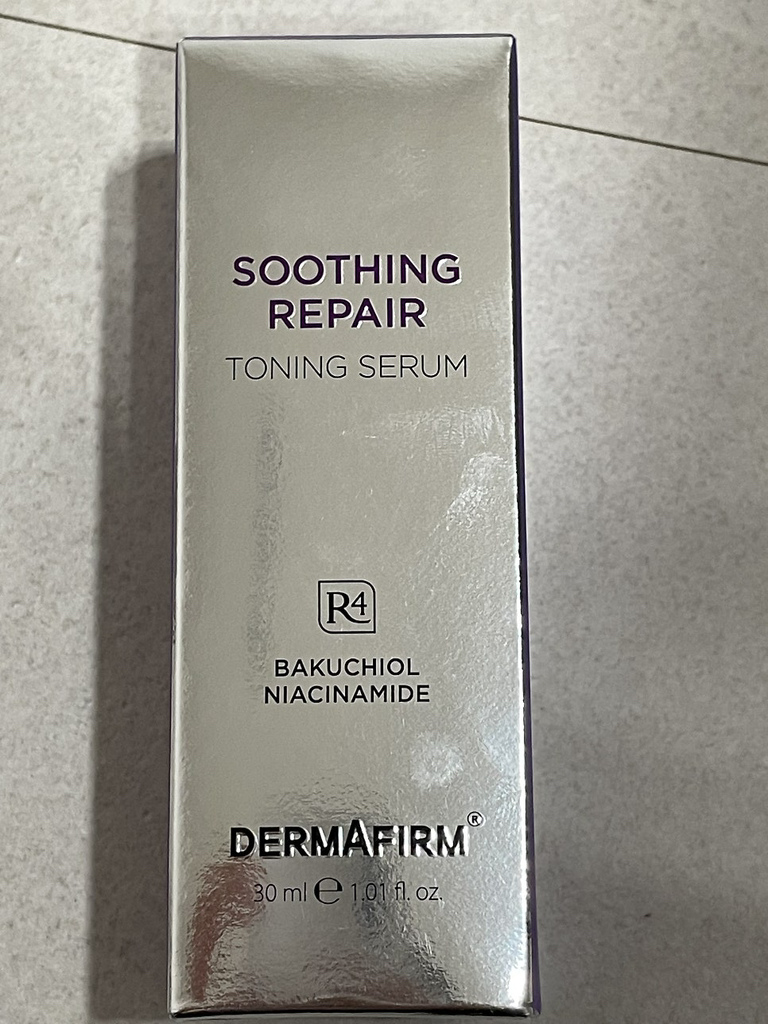 SOOTHING
REPAIR
TONING SERUM
R4
BAKUCHIOL
NIACINAMIDE
DERMAFIRM®
30 ml ℮ 1.01 fl. oz.